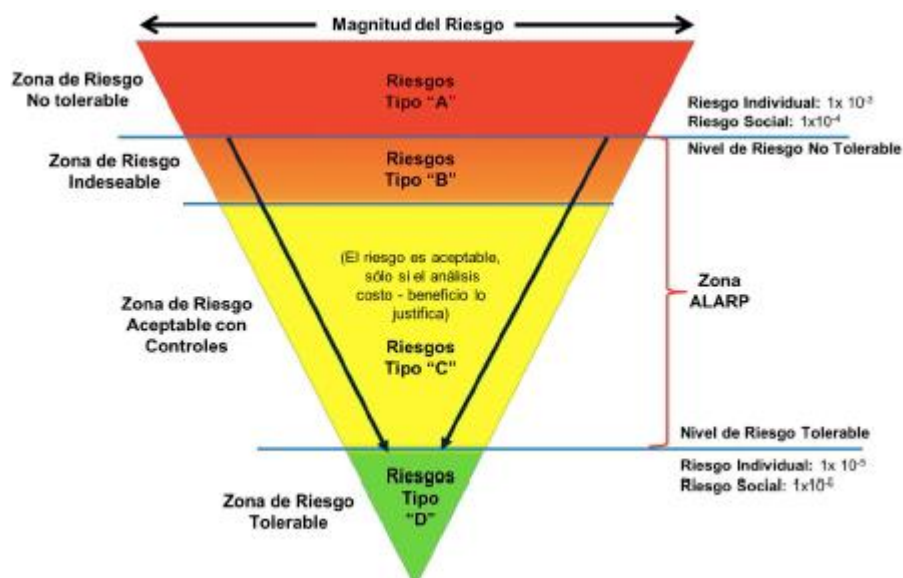 Magnitud del Riesgo
Zona de Riesgo
No tolerable
Riesgos
Tipo "A"
Riesgo Individual: 1x 10⁻³
Riesgo Social: 1x10⁻⁴
Nivel de Riesgo No Tolerable
Zona de Riesgo
Indeseable
Riesgos
Tipo "B"
(El riesgo es aceptable,
sólo si el análisis
costo - beneficio lo
justifica)
Zona de Riesgo
Aceptable con
Controles
Riesgos
Tipo "C"
Zona
ALARP
Nivel de Riesgo Tolerable
Riesgo Individual: 1x 10⁻⁵
Riesgo Social:
Zona de Riesgo
Tolerable
Riesgos
Tipo
"D"